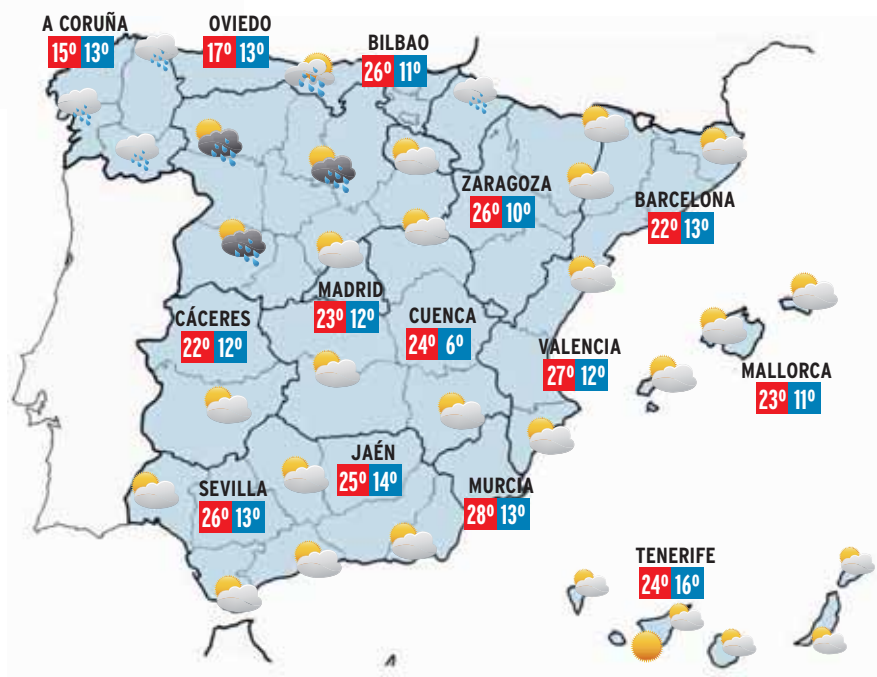 A CORUÑA
15º 13º
OVIEDO
17º 13º
BILBAO
26º 11º
ZARAGOZA
26º 10º
BARCELONA
22º 13º
MADRID
23º 12º
CÁCERES
22º 12º
CUENCA
24º 6º
VALENCIA
27º 12º
MALLORCA
23º 11º
JAÉN
25º 14º
SEVILLA
26º 13º
MURCIA
28º 13º
TENERIFE
24º 16º